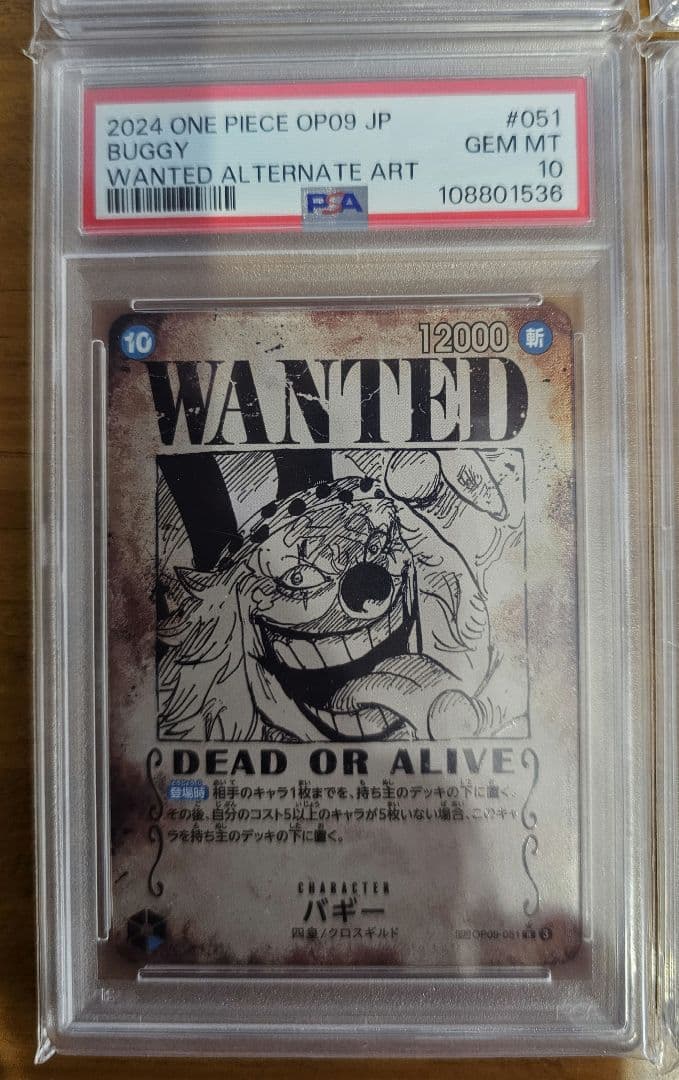 2024 ONE PIECE OP09 JP #051
BUGGY GEM MT
WANTED ALTERNATE ART 10
PSA 108801536
10 12000 斬
WANTED
DEAD OR ALIVE
登場時 相手のキャラ1枚までを、持ち主のデッキの下に置く。
その後、自分のコスト5以上のキャラが5枚いない場合、このキャ
ラを持ち主のデッキの下に置く。
CHARACTER
バギー
四皇/クロスギルド
OP09-051